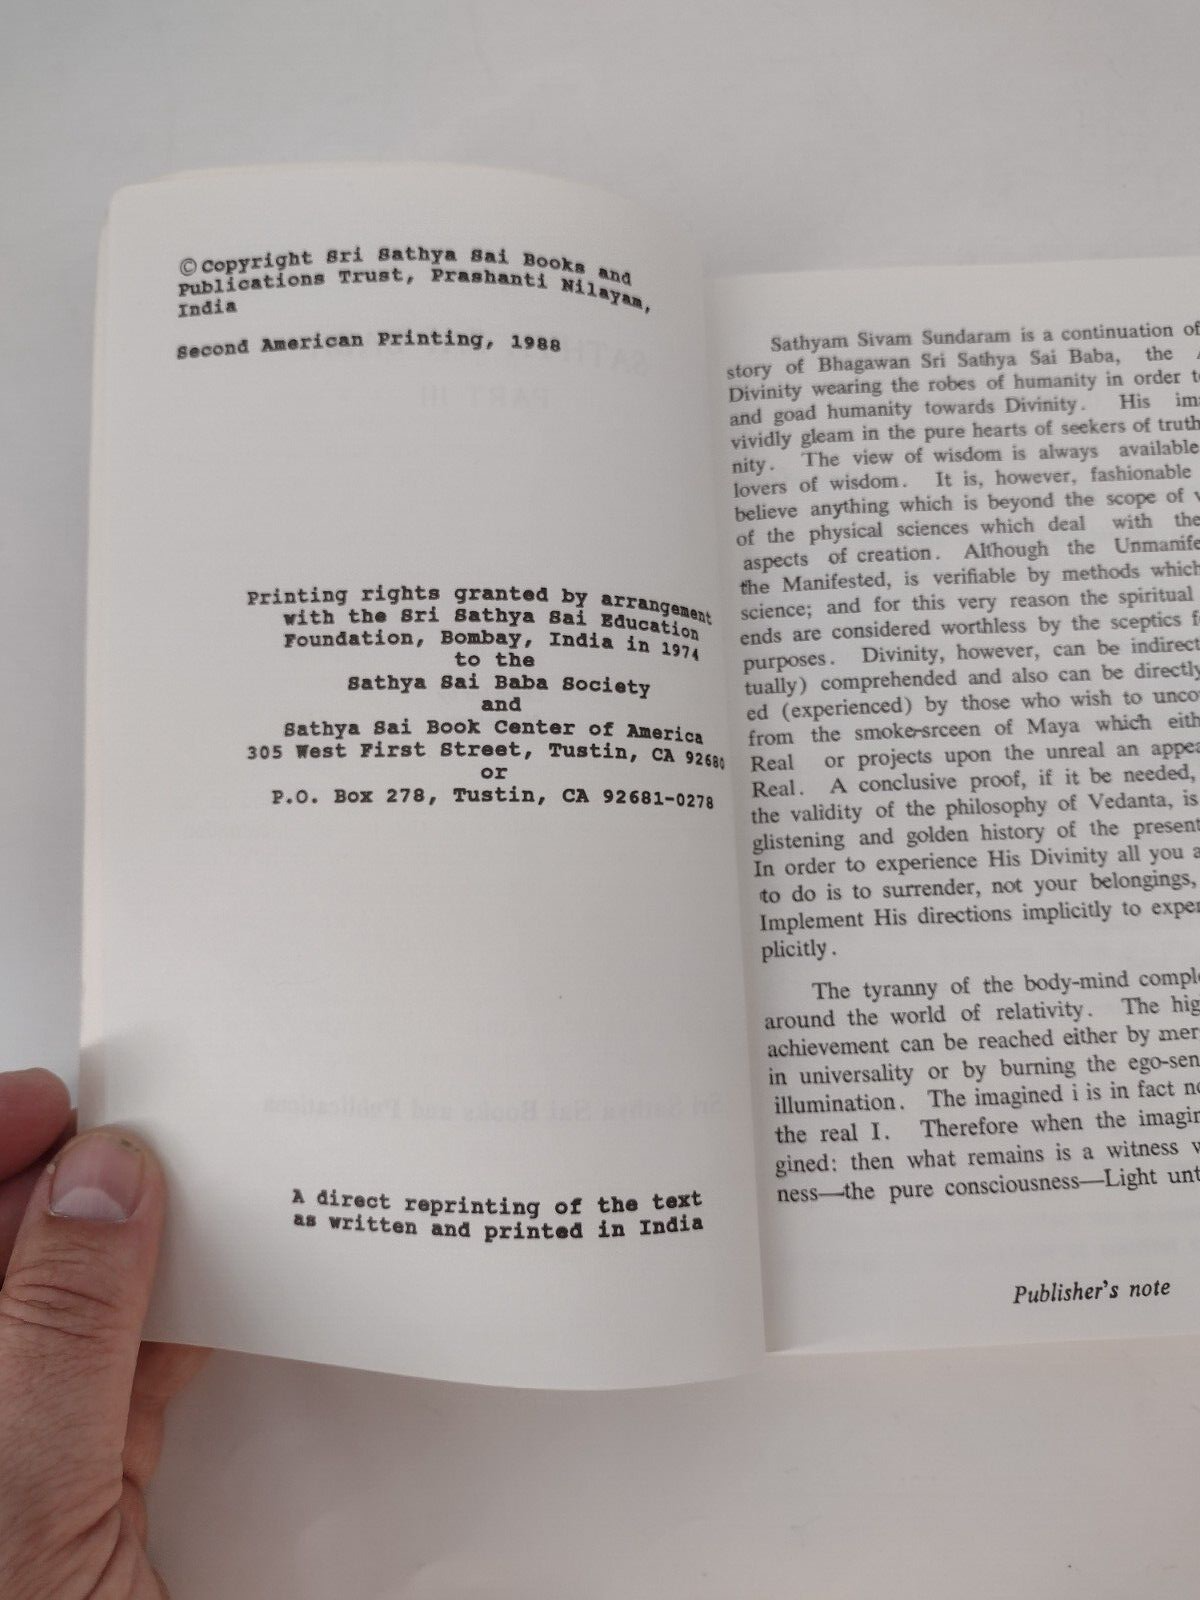 © Copyright Sri Sathya Sai Books and
Publications Trust, Prashanti Nilayam,
India
Second American Printing, 1988
Printing rights granted by arrangement
with the Sri Sathya Sai Education
Foundation, Bombay, India in 1974
to the
Sathya Sai Baba Society
and
Sathya Sai Book Center of America
305 West First Street, Tustin, CA 92680
or
P.O. Box 278, Tustin, CA 92681-0278
A direct reprinting of the text
as written and printed in India
Sathyam Sivam Sundaram is a continuation of
story of Bhagawan Sri Sathya Sai Baba, the
Divinity wearing the robes of humanity in order
and goad humanity towards Divinity. His
vividly gleam in the pure hearts of seekers of truth
nity. The view of wisdom is always available
lovers of wisdom. It is, however, fashionable
believe anything which is beyond the scope of
of the physical sciences which deal with the
aspects of creation. Although the
the Manifested, is verifiable by methods which
science; and for this very reason the spiritual
ends are considered worthless by the sceptics
purposes. Divinity, however, can be
tually) comprehended and also can be directly
ed (experienced) by those who wish to
from the smoke-srceen of Maya which
Real or projects upon the unreal an
Real. A conclusive proof, if it be needed,
the validity of the philosophy of Vedanta, is
glistening and golden history of the present
In order to experience His Divinity all you
to do is to surrender, not your belongings,
Implement His directions implicitly to
plicitly.
The tyranny of the body-mind
around the world of relativity. The
achievement can be reached either by
in universality or by burning the
illumination. The imagined i is in fact
the real I. Therefore when the
gined: then what remains is a witness
ness—the pure consciousness—Light
Publisher's note